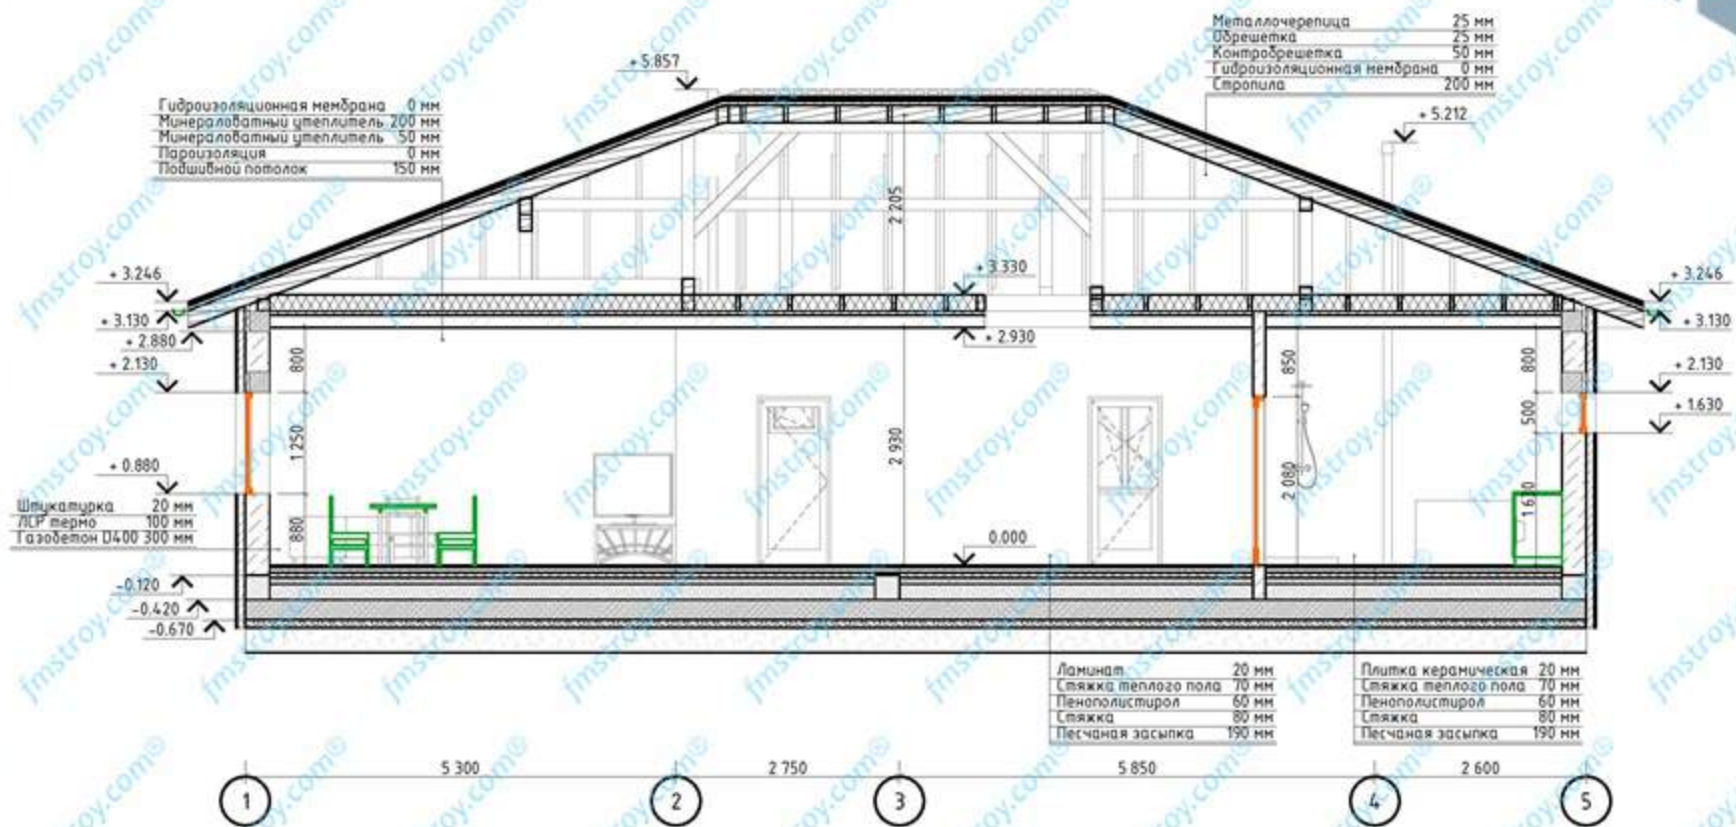 Металлочерепица 25 мм
Обрешетка 25 мм
Контробрешетка 50 мм
Гидроизоляционная мембрана 0 мм
Стропила 200 мм
+ 5.857
Гидроизоляционная мембрана 0 мм
Минераловатный утеплитель 200 мм
Минераловатный утеплитель 50 мм
Пароизоляция 0 мм
Подшивной потолок 150 мм
+ 5.212
2 205
+ 3.246
+ 3.330
+ 3.246
+ 3.130
+ 3.130
+ 2.880
+ 2.930
+ 2.130
800
850
800
+ 2.130
1 250
2 930
500
+ 1.630
+ 0.880
2 080
1 630
Штукатурка 20 мм
ЛСР термо 100 мм
Газобетон D400 300 мм
880
0.000
-0.120
-0.420
-0.670
Ламинат 20 мм
Стяжка теплого пола 70 мм
Пенополистирол 60 мм
Стяжка 80 мм
Песчаная засыпка 190 мм
Плитка керамическая 20 мм
Стяжка теплого пола 70 мм
Пенополистирол 60 мм
Стяжка 80 мм
Песчаная засыпка 190 мм
5 300 2 750 5 850 2 600
1 2 3 4 5
fmstroy.com®